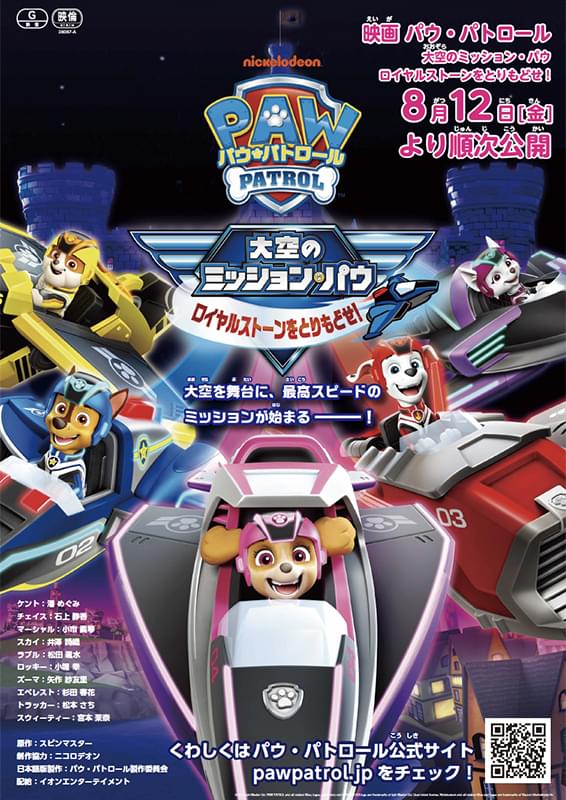 G
映倫
映画 パウ・パトロール
大空のミッション・パウ
ロイヤルストーンをとりもどせ!
8月12日[金]
より順次公開
nickelodeon
PAW
パウ・パトロール
PATROL
大空の
ミッション・パウ
ロイヤルストーンをとりもどせ!
大空を舞台に、最高スピードの
ミッションが始まる———!
02
03
ケント:潘 めぐみ
チェイス:石上 静香
マーシャル:小市 眞琴
スカイ:井澤 詩織
ラブル:松田 颯水
ロッキー:小堀 幸
ズーマ:矢作 紗友里
エベレスト:杉田 春花
トラッカー:松本 さち
スウィーティー:宮本 茉奈
原作:スピンマスター
創作協力:ニコロデオン
日本語版製作:パウ・パトロール製作委員会
配給:イオンエンターテイメント
くわしくはパウ・パトロール公式サイト
pawpatrol.jpをチェック!